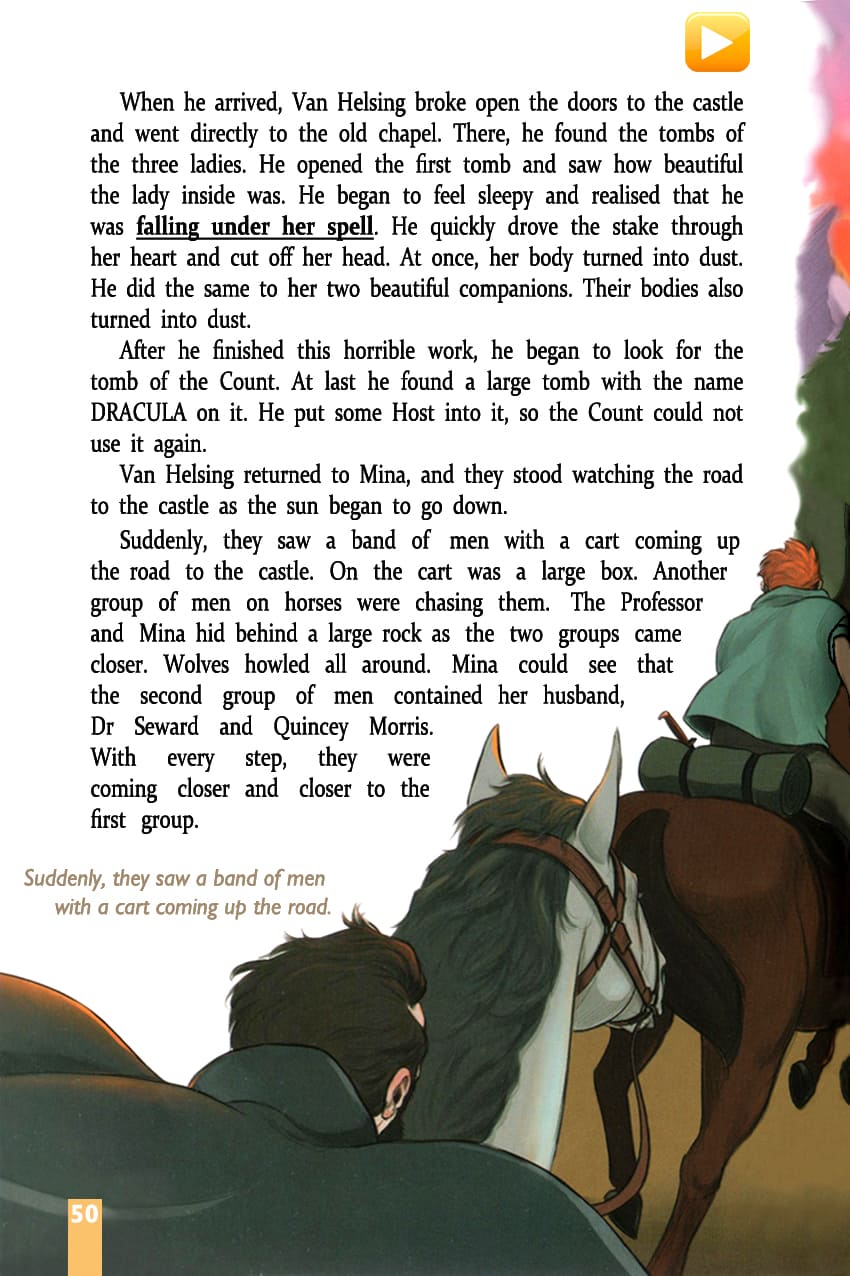 When he arrived, Van Helsing broke open the doors to the castle
and went directly to the old chapel. There, he found the tombs of
the three ladies. He opened the first tomb and saw how beautiful
the lady inside was. He began to feel sleepy and realised that he
was falling under her spell. He quickly drove the stake through
her heart and cut off her head. At once, her body turned into dust.
He did the same to her two beautiful companions. Their bodies also
turned into dust.
After he finished this horrible work, he began to look for the
tomb of the Count. At last he found a large tomb with the name
DRACULA on it. He put some Host into it, so the Count could not
use it again.
Van Helsing returned to Mina, and they stood watching the road
to the castle as the sun began to go down.
Suddenly, they saw a band of men with a cart coming up
the road to the castle. On the cart was a large box. Another
group of men on horses were chasing them. The Professor
and Mina hid behind a large rock as the two groups came
closer. Wolves howled all around. Mina could see that
the second group of men contained her husband,
Dr Seward and Quincey Morris.
With every step, they were
coming closer and closer to the
first group.
Suddenly, they saw a band of men
with a cart coming up the road.
50